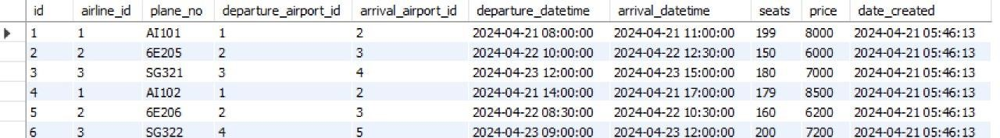 id airline_id plane_no departure_airport_id arrival_airport_id departure_datetime arrival_datetime seats price date_created
1 1 AI101 1 2 2024-04-21 08:00:00 2024-04-21 11:00:00 199 8000 2024-04-21 05:46:13
2 2 6E205 2 3 2024-04-22 10:00:00 2024-04-22 12:30:00 150 6000 2024-04-21 05:46:13
3 3 SG321 3 4 2024-04-23 12:00:00 2024-04-23 15:00:00 180 7000 2024-04-21 05:46:13
4 1 AI102 1 2 2024-04-21 14:00:00 2024-04-21 17:00:00 179 8500 2024-04-21 05:46:13
5 2 6E206 2 3 2024-04-22 08:30:00 2024-04-22 10:30:00 160 6200 2024-04-21 05:46:13
6 3 SG322 4 5 2024-04-23 09:00:00 2024-04-23 12:00:00 200 7200 2024-04-21 05:46:13